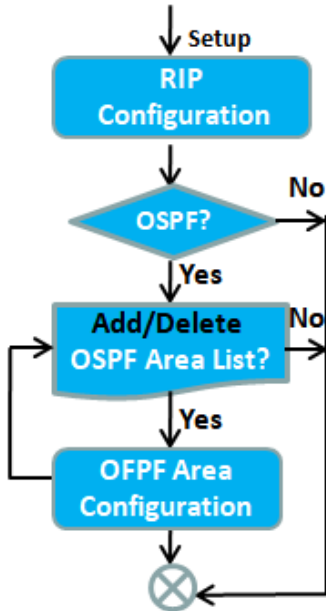 Setup
RIP
Configuration
OSPF?
No
Yes
Add/Delete
OSPF Area List?
No
Yes
OFPF Area
Configuration